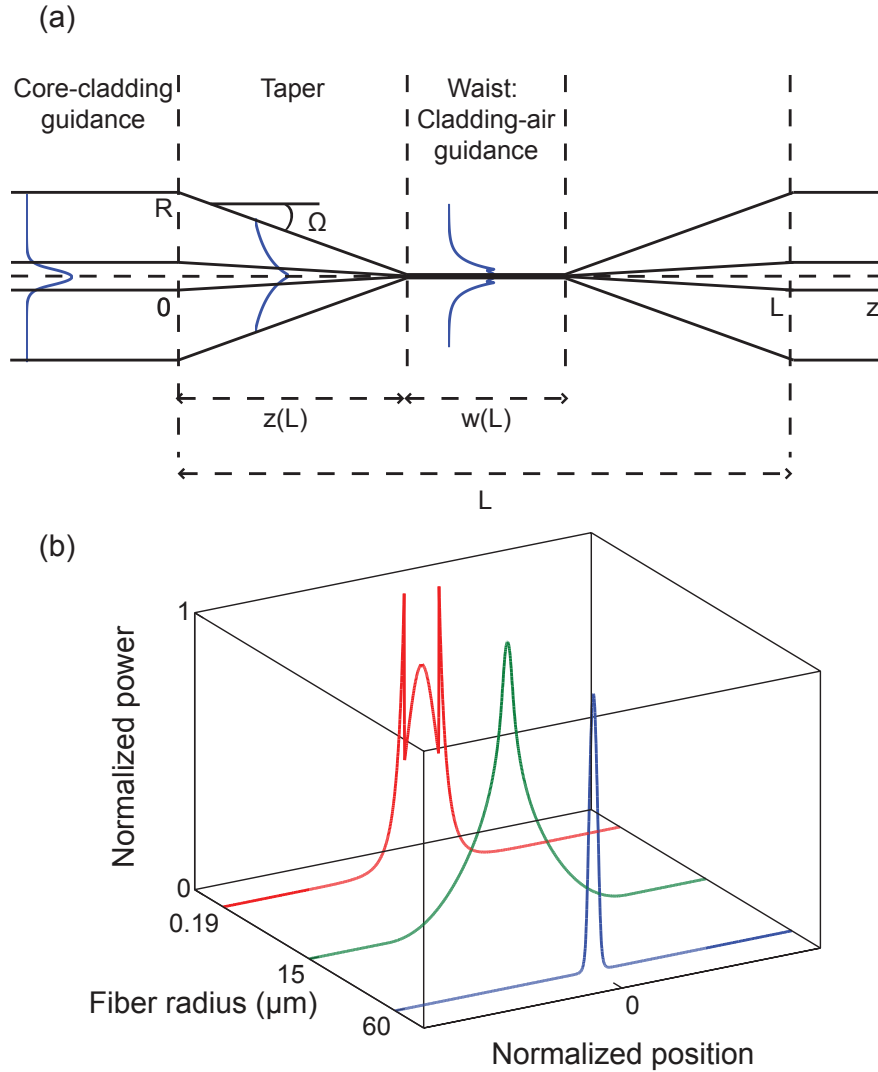 (a)
Core-cladding
guidance
Taper
Waist:
Cladding-air
guidance
R
Ω
0
L
z
z(L)
w(L)
L
(b)
1
Normalized power
0
0.19
15
60
Fiber radius (μm)
0
Normalized position